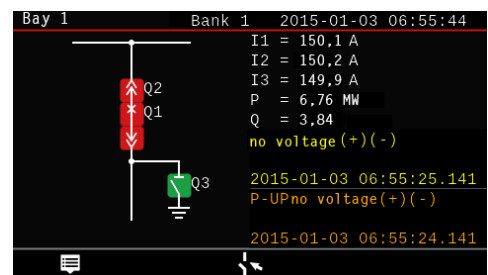 Bay 1 Bank 1 2015-01-03 06:55:44
I1 = 150,1 A
I2 = 150,2 A
I3 = 149,9 A
P = 6,76 MW
Q = 3,84
Q2
Q1
Q3
no voltage(+)(-)
2015-01-03 06:55:25.141
P-UPno voltage(+)(-)
2015-01-03 06:55:24.141